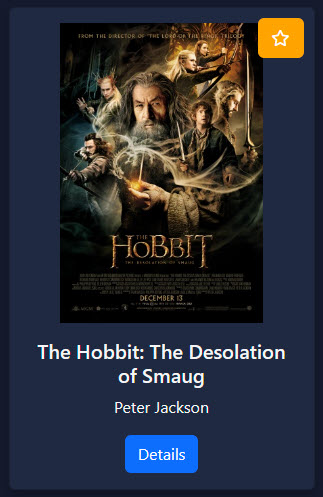 FROM THE DIRECTOR OF "THE LORD OF THE RINGS" TRILOGY
THE
HOBBIT
THE DESOLATION OF SMAUG
DECEMBER 13
The Hobbit: The Desolation
of Smaug
Peter Jackson
Details